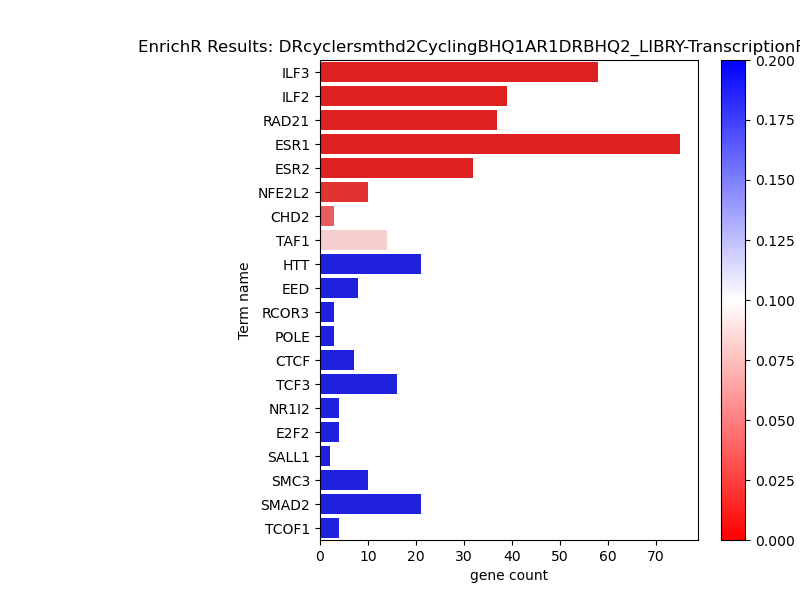 EnrichR Results: DRcyclersmthd2CyclingBHQ1AR1DRBHQ2_LIBRY-Transcription
ILF3
ILF2
RAD21
ESR1
ESR2
NFE2L2
CHD2
TAF1
HTT
EED
RCOR3
POLE
CTCF
TCF3
NR1I2
E2F2
SALL1
SMC3
SMAD2
TCOF1
Term name
0 10 20 30 40 50 60 70
gene count
0.200
0.175
0.150
0.125
0.100
0.075
0.050
0.025
0.000